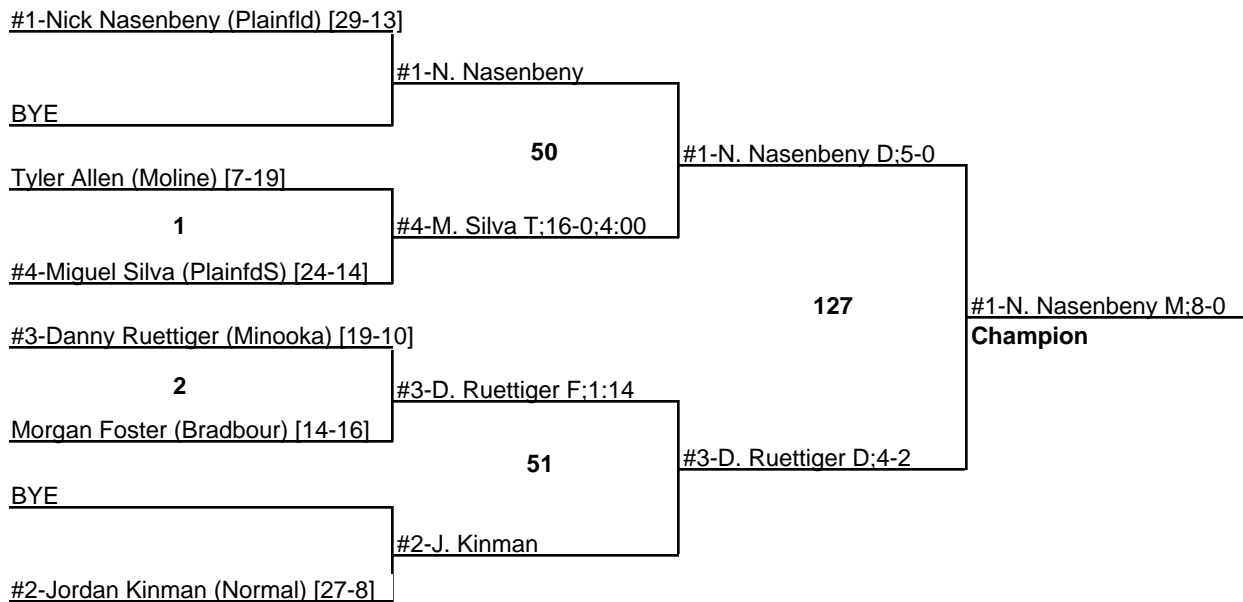 #1-Nick Nasenbeny (Plainfld) [29-13]
#1-N. Nasenbeny
BYE
50
#1-N. Nasenbeny D;5-0
Tyler Allen (Moline) [7-19]
1
#4-M. Silva T;16-0;4:00
#4-Miguel Silva (PlainfdS) [24-14]
127
#1-N. Nasenbeny M;8-0
Champion
#3-Danny Ruettiger (Minooka) [19-10]
2
#3-D. Ruettiger F;1:14
Morgan Foster (Bradbour) [14-16]
51
#3-D. Ruettiger D;4-2
BYE
#2-J. Kinman
#2-Jordan Kinman (Normal) [27-8]